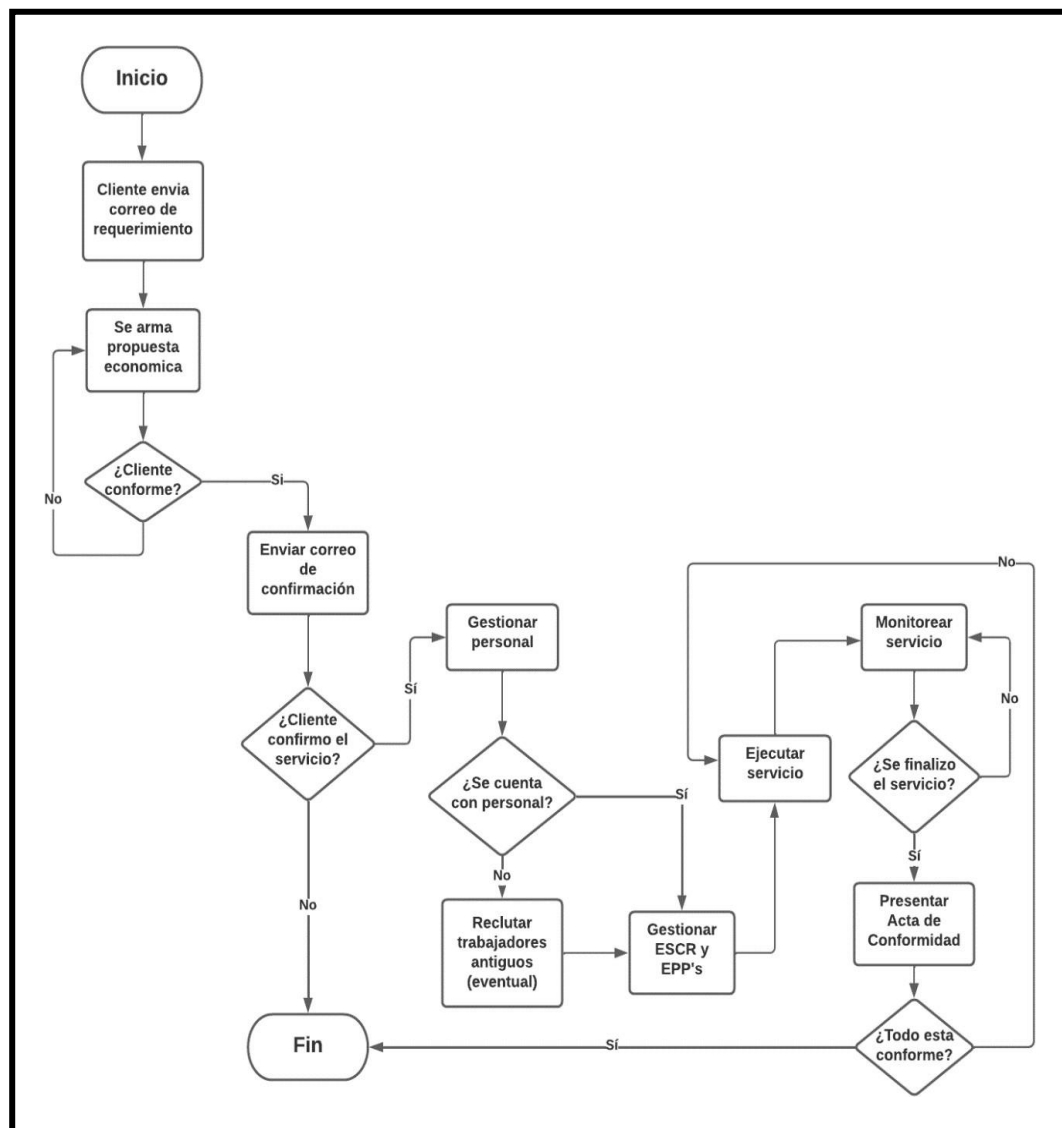 Inicio
Cliente envia
correo de
requerimiento
Se arma
propuesta
economica
¿Cliente
conforme?
No
Si
Enviar correo
de
confirmación
¿Cliente
confirmo el
servicio?
Sí
No
Gestionar
personal
¿Se cuenta
con personal?
Sí
No
Reclutar
trabajadores
antiguos
(eventual)
Gestionar
ESCR y
EPP's
Ejecutar
servicio
Monitorear
servicio
¿Se finalizo
el servicio?
No
Sí
Presentar
Acta de
Conformidad
¿Todo esta
conforme?
No
Sí
Fin